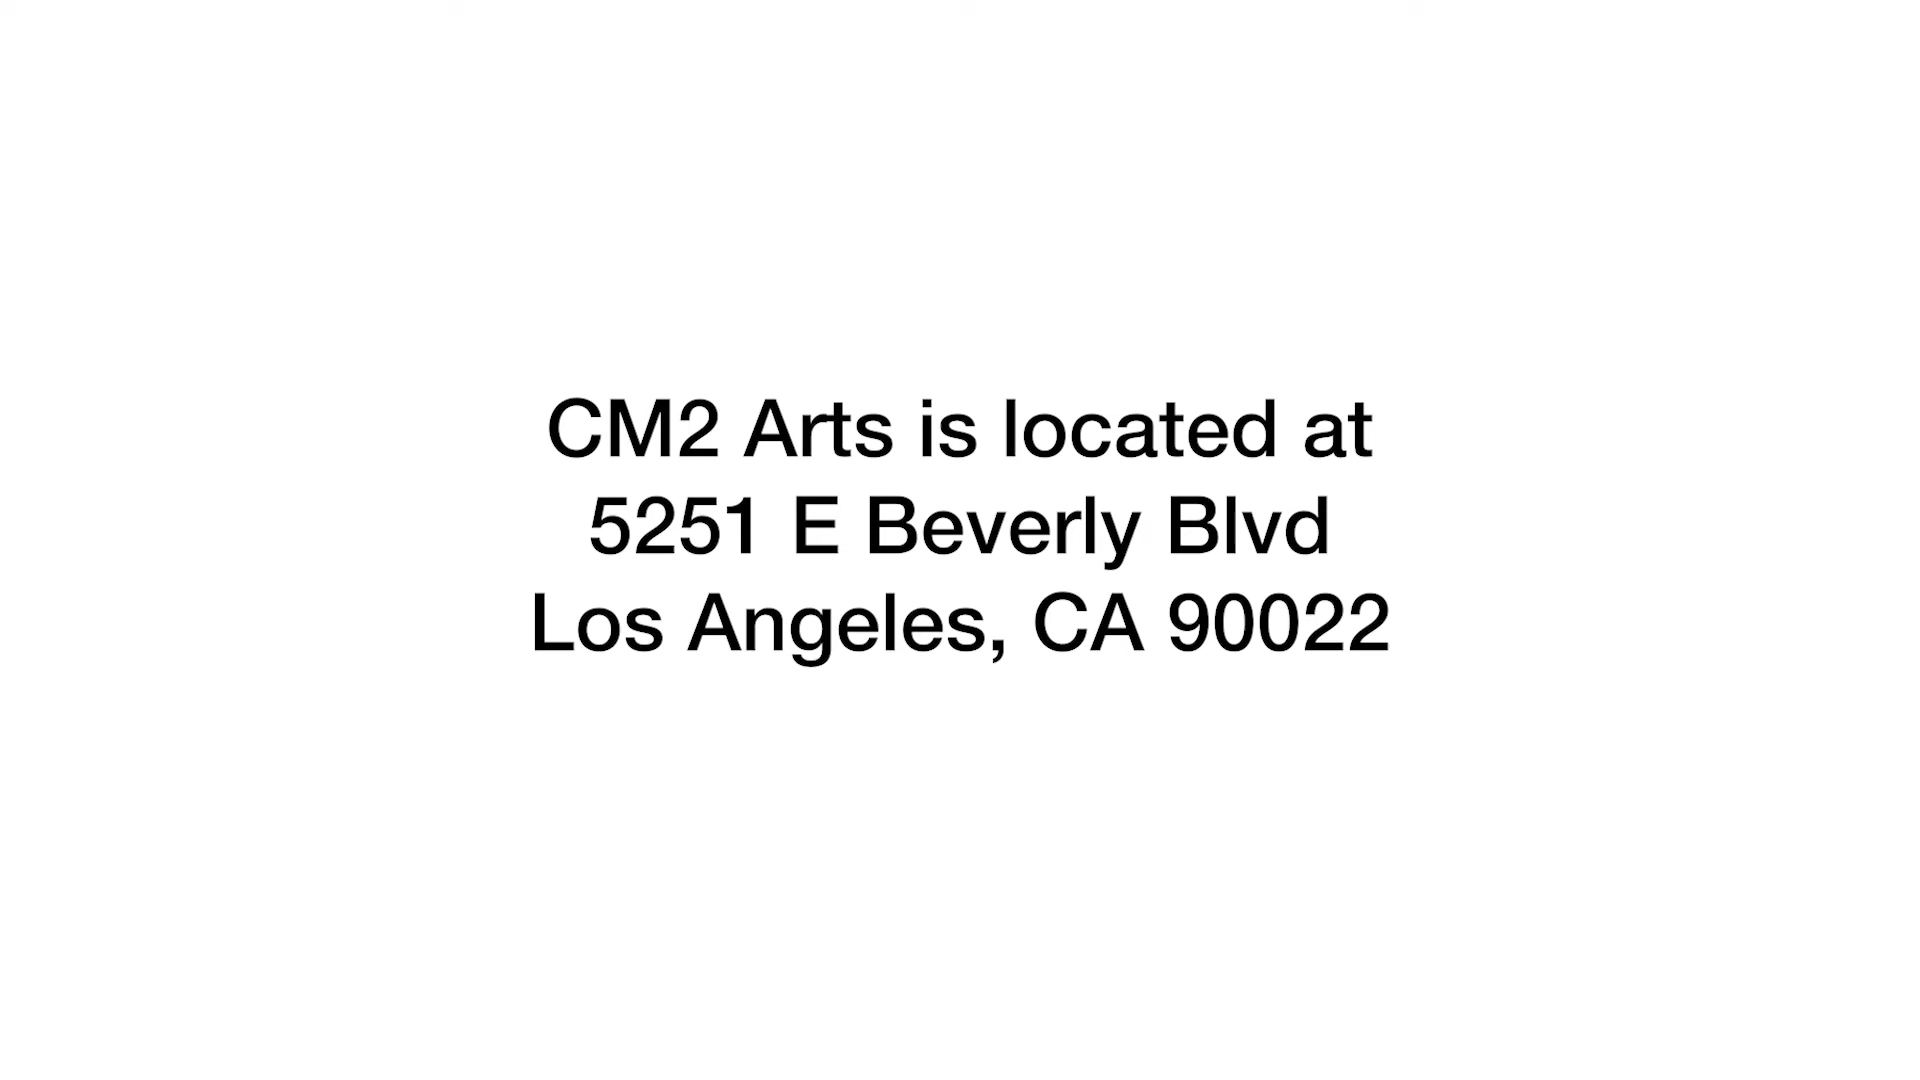 CM2 Arts is located at
5251 E Beverly Blvd
Los Angeles, CA 90022